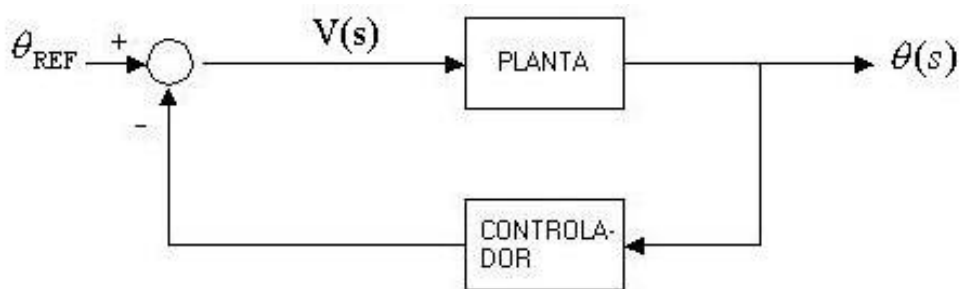 θREF
+
-
V(s)
PLANTA
θ(s)
CONTROLA-
DOR